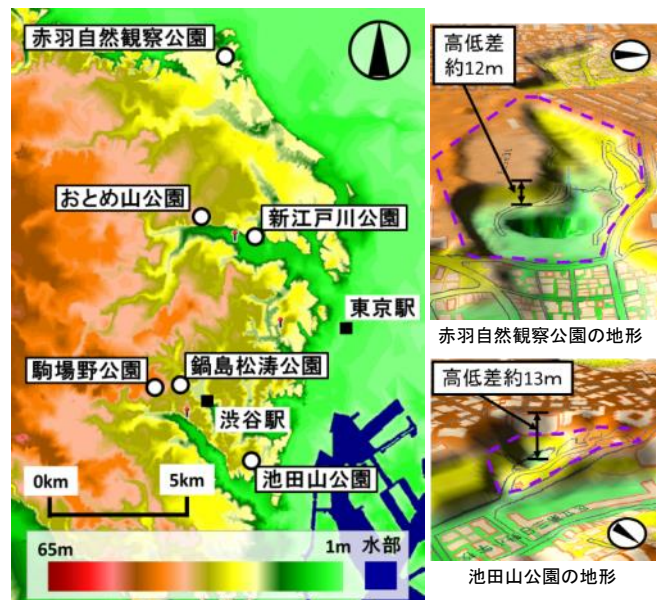 赤羽自然観察公園
おとめ山公園
新江戸川公園
東京駅
駒場野公園
鍋島松涛公園
渋谷駅
池田山公園
0km
5km
65m
1m
水部
高低差
約12m
赤羽自然観察公園の地形
高低差約13m
池田山公園の地形